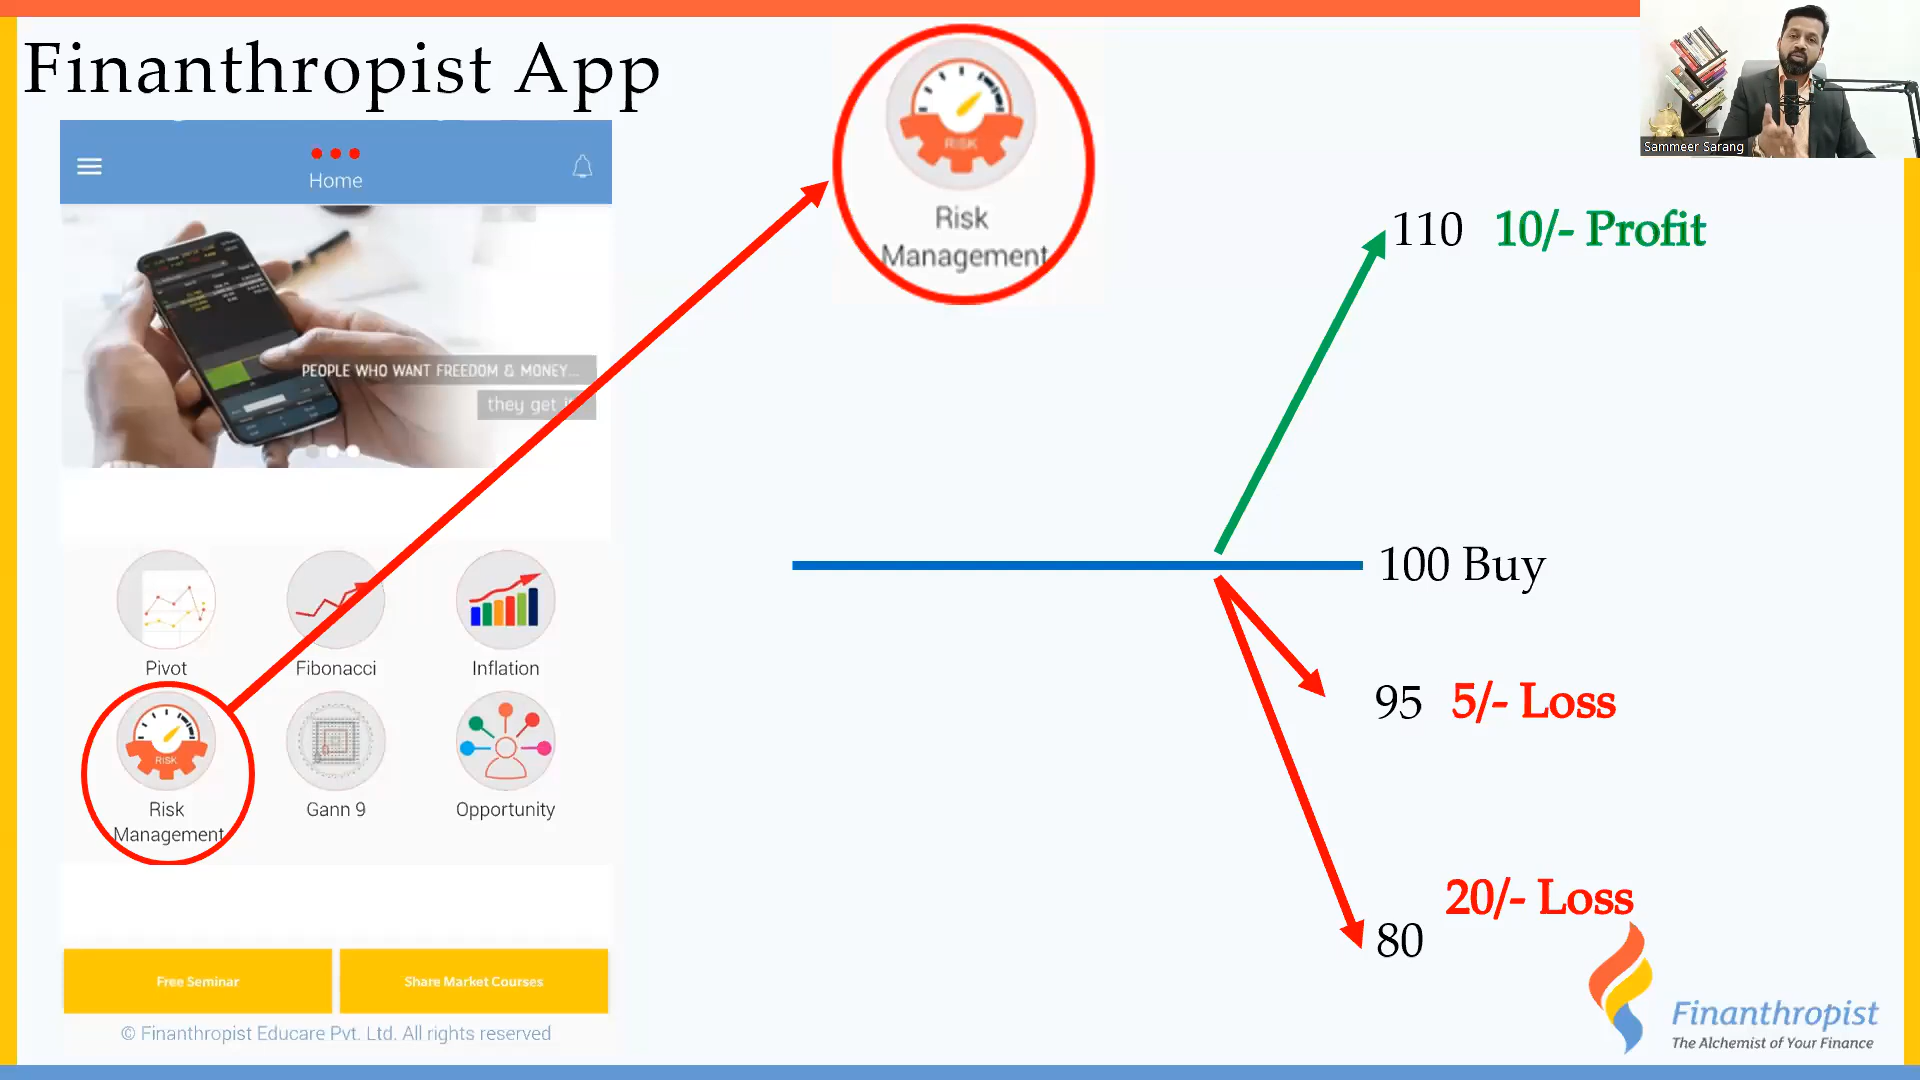 Finanthropist App
Sammeer Sarang
Home
PEOPLE WHO WANT FREEDOM & MONEY...
they get i
Pivot
Fibonacci
Inflation
RISK
Risk
Management
Gann 9
Opportunity
Free Seminar
Share Market Courses
© Finanthropist Educare Pvt. Ltd. All rights reserved
RISK
Risk
Management
110 10/- Profit
100 Buy
95 5/- Loss
20/- Loss
80
Finanthropist
The Alchemist of Your Finance